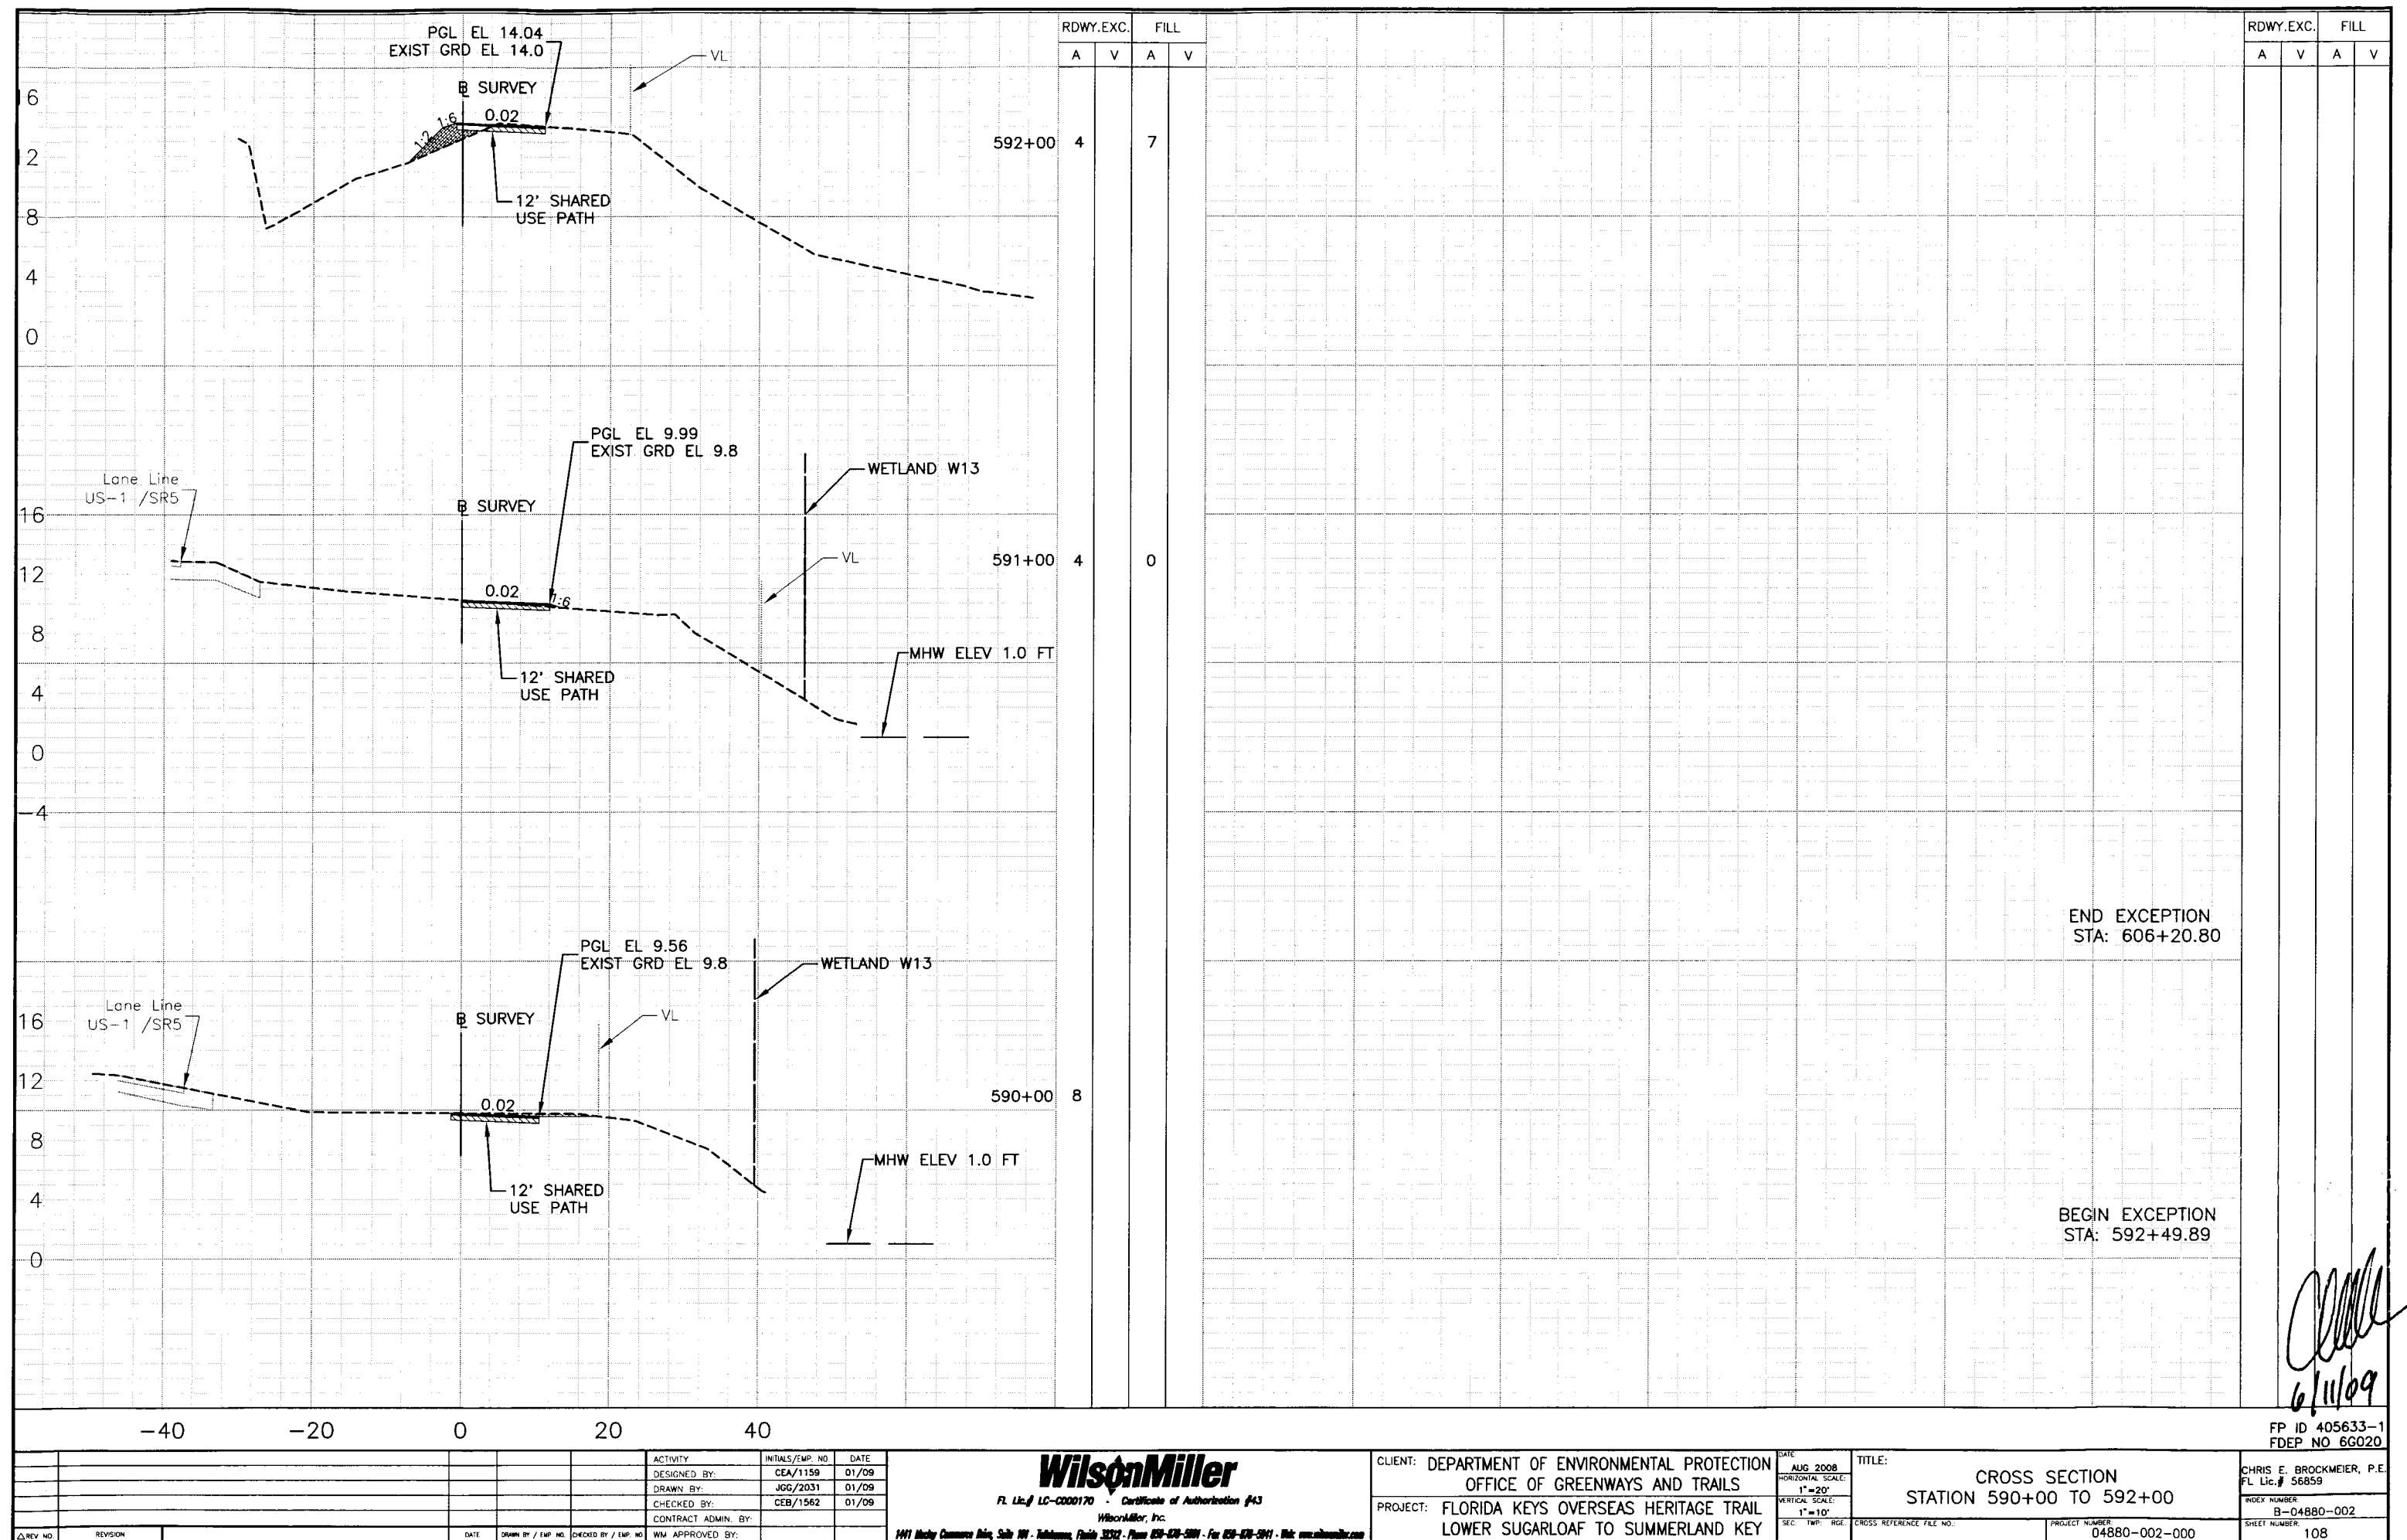 RDWY.EXC. FILL
A V A V
RDWY.EXC. FILL
A V A V
PGL EL 14.04
EXIST GRD EL 14.0
VL
B SURVEY
1:2 1:6 0.02
592+00 4 7
12' SHARED
USE PATH
6
2
8
4
0
PGL EL 9.99
EXIST GRD EL 9.8
WETLAND W13
Lane Line
US-1 /SR5
B SURVEY
VL
591+00 4 0
0.02 1:6
MHW ELEV 1.0 FT
12' SHARED
USE PATH
16
12
8
4
0
-4
PGL EL 9.56
EXIST GRD EL 9.8
WETLAND W13
Lane Line
US-1 /SR5
B SURVEY
VL
590+00 8
0.02
MHW ELEV 1.0 FT
12' SHARED
USE PATH
16
12
8
4
0
END EXCEPTION
STA: 606+20.80
BEGIN EXCEPTION
STA: 592+49.89
6/11/09
-40 -20 0 20 40
FP ID 405633-1
FDEP NO 6G020
ACTIVITY INITIALS/EMP. NO DATE
DESIGNED BY: CEA/1159 01/09
DRAWN BY: JGG/2031 01/09
CHECKED BY: CEB/1562 01/09
CONTRACT ADMIN. BY:
WM APPROVED BY:
△REV NO. REVISION DATE DRAWN BY / EMP NO. CHECKED BY / EMP. NO
WilsonMiller
FL Lic.# LC-C000170 - Certificate of Authorization #43
WilsonMiller, Inc.
CLIENT: DEPARTMENT OF ENVIRONMENTAL PROTECTION
OFFICE OF GREENWAYS AND TRAILS
PROJECT: FLORIDA KEYS OVERSEAS HERITAGE TRAIL
LOWER SUGARLOAF TO SUMMERLAND KEY
DATE: AUG 2008
HORIZONTAL SCALE: 1"=20'
VERTICAL SCALE: 1"=10'
SEC: TWP: RGE:
TITLE:
CROSS SECTION
STATION 590+00 TO 592+00
CROSS REFERENCE FILE NO.:
PROJECT NUMBER: 04880-002-000
CHRIS E. BROCKMEIER, P.E.
FL Lic.# 56859
INDEX NUMBER: B-04880-002
SHEET NUMBER: 108